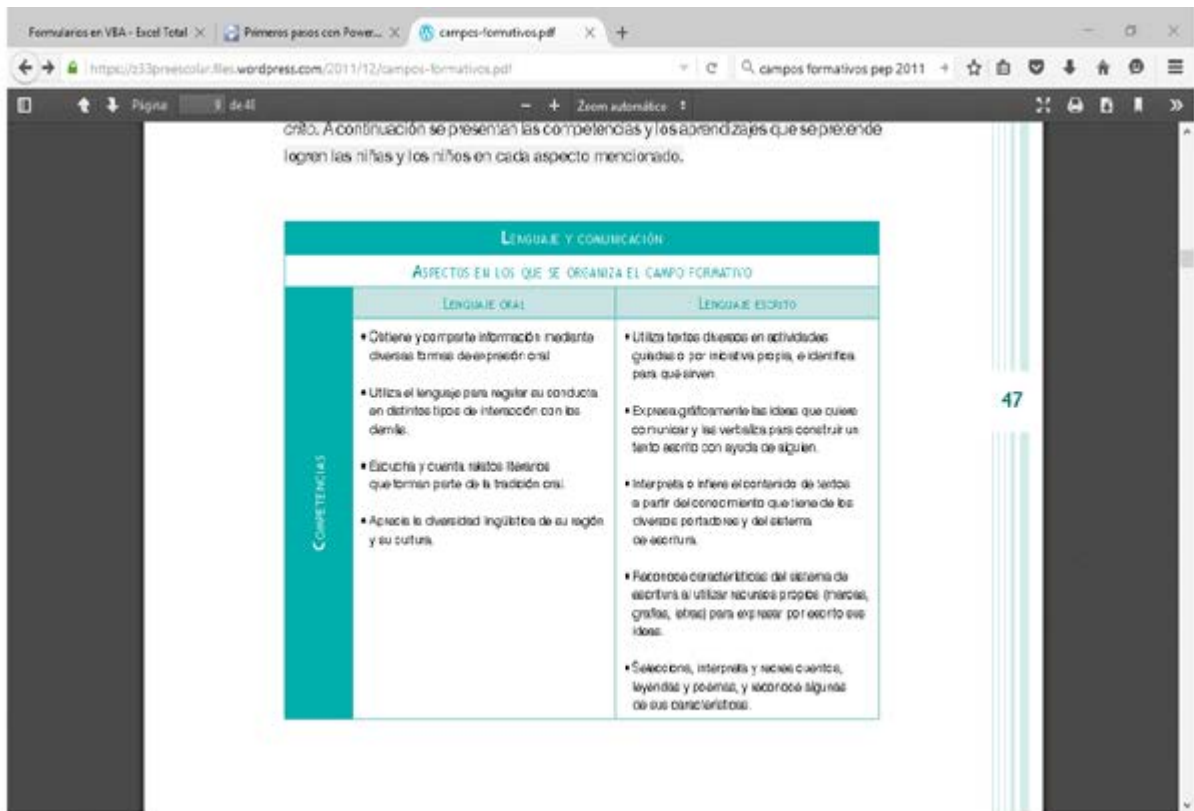 Formularios en VBA - Excel Total
Primeros pasos con Power...
campos-formativos.pdf
https://z33preescolar.files.wordpress.com/2011/12/campos-formativos.pdf
campos formativos pep 2011
Página
de 41
Zoom automático
crito. A continuación se presentan las competencias y los aprendizajes que se pretende
logren las niñas y los niños en cada aspecto mencionado.
LENGUAJE Y COMUNICACIÓN
ASPECTOS EN LOS QUE SE ORGANIZA EL CAMPO FORMATIVO
COMPETENCIAS
LENGUAJE ORAL
• Obtiene y comparte información mediante
diversas formas de expresión oral
• Utiliza el lenguaje para regular su conducta
en distintos tipos de interacción con los
demás.
• Escucha y cuenta relatos literarios
que forman parte de la tradición oral.
• Aprecia la diversidad lingüística de su región
y su cultura.
LENGUAJE ESCRITO
• Utiliza textos diversos en actividades
guiadas o por iniciativa propia, e identifica
para qué sirven.
• Expresa gráficamente las ideas que quiere
comunicar y las verbaliza para construir un
texto escrito con ayuda de alguien.
• Interpreta o infiere el contenido de textos
a partir del conocimiento que tiene de los
diversos portadores y del sistema
de escritura.
• Reconoce características del sistema de
escritura al utilizar recursos propios (marcas,
grafías, letras) para expresar por escrito sus
ideas.
• Selecciona, interpreta y recrea cuentos,
leyendas y poemas, y reconoce algunas
de sus características.
47